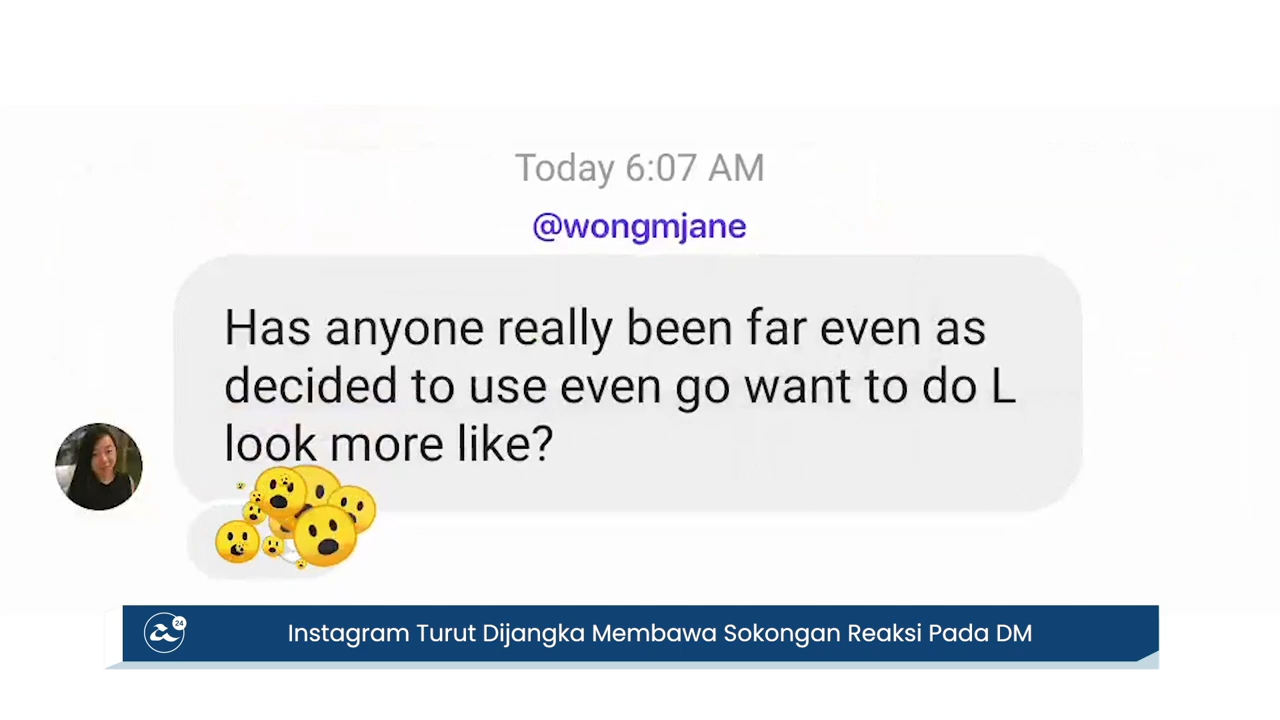 Today 6:07 AM
@wongmjane
Has anyone really been far even as
decided to use even go want to do L
look more like?
24
Instagram Turut Dijangka Membawa Sokongan Reaksi Pada DM